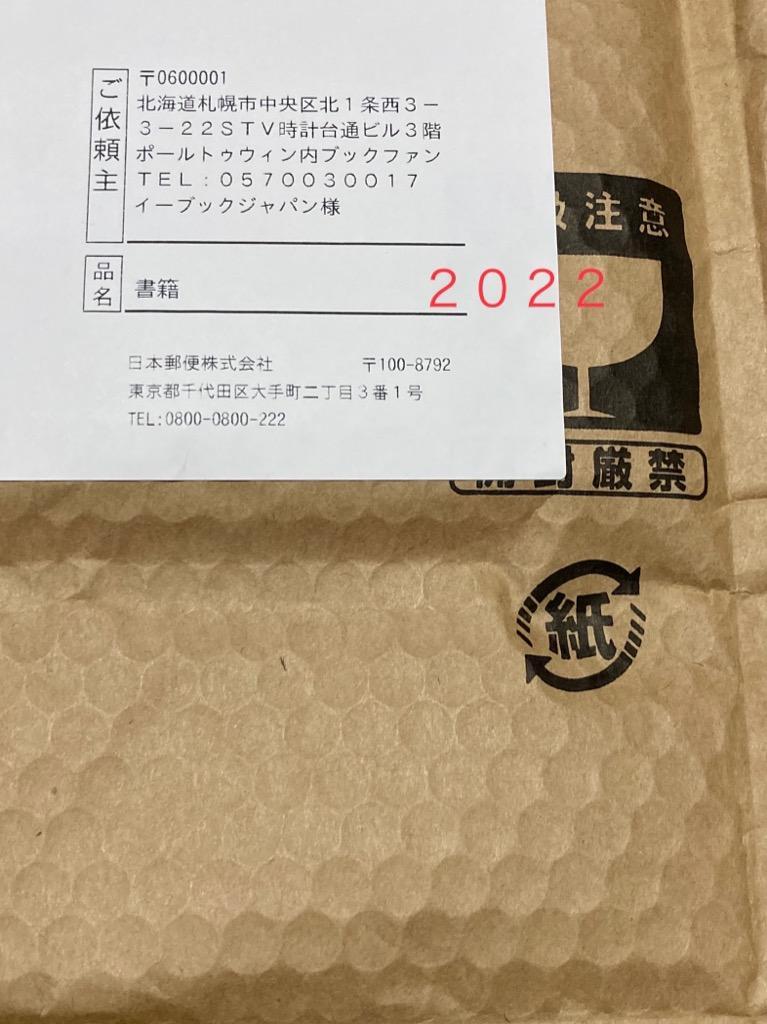 ご依頼主
〒0600001
北海道札幌市中央区北1条西3－
3－22STV時計台通ビル3階
ポールトゥウィン内ブックファン
TEL:0570030017
イーブックジャパン様
品名
書籍
2022
日本郵便株式会社 〒100-8792
東京都千代田区大手町二丁目3番1号
TEL:0800-0800-222
注意
厳禁
紙